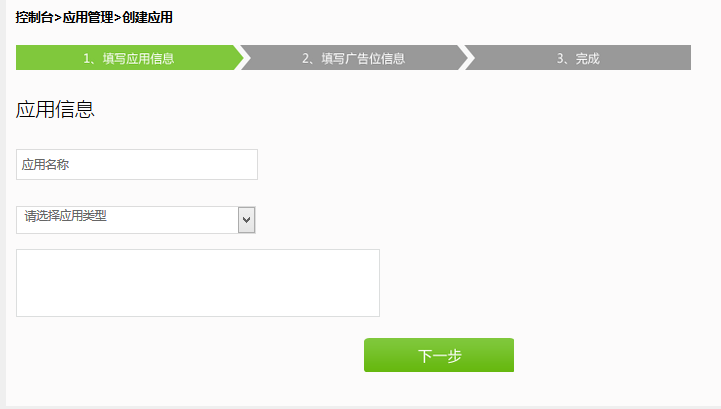 控制台>应用管理>创建应用
1、填写应用信息
2、填写广告位信息
3、完成
应用信息
应用名称
请选择应用类型
下一步